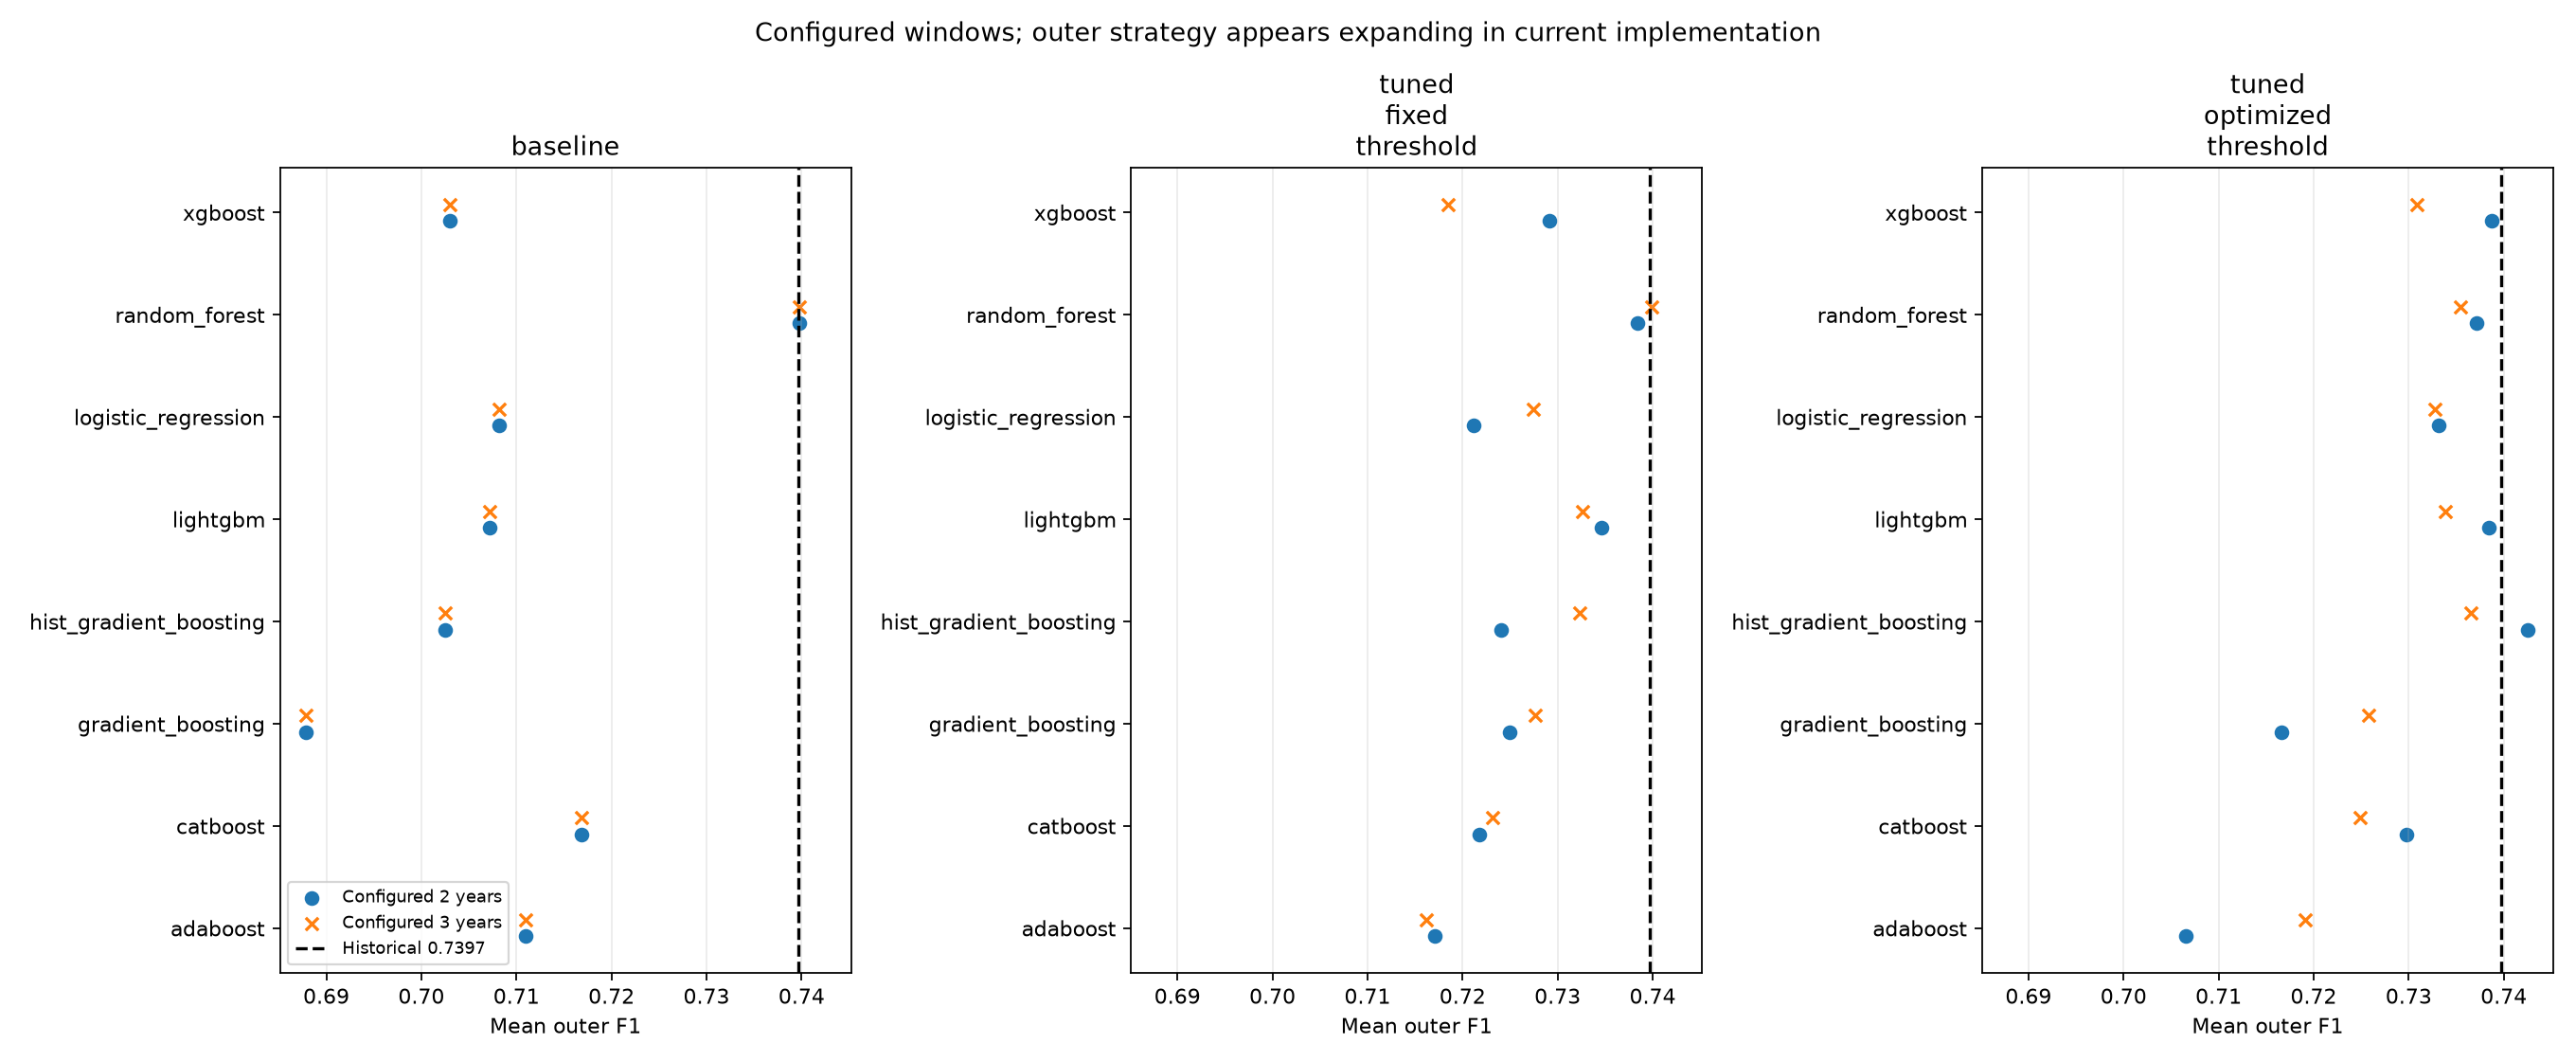 Configured windows; outer strategy appears expanding in current implementation
baseline
xgboost
random_forest
logistic_regression
lightgbm
hist_gradient_boosting
gradient_boosting
catboost
adaboost
Configured 2 years
Configured 3 years
Historical 0.7397
0.69 0.70 0.71 0.72 0.73 0.74
Mean outer F1
tuned
fixed
threshold
xgboost
random_forest
logistic_regression
lightgbm
hist_gradient_boosting
gradient_boosting
catboost
adaboost
0.69 0.70 0.71 0.72 0.73 0.74
Mean outer F1
tuned
optimized
threshold
xgboost
random_forest
logistic_regression
lightgbm
hist_gradient_boosting
gradient_boosting
catboost
adaboost
0.69 0.70 0.71 0.72 0.73 0.74
Mean outer F1